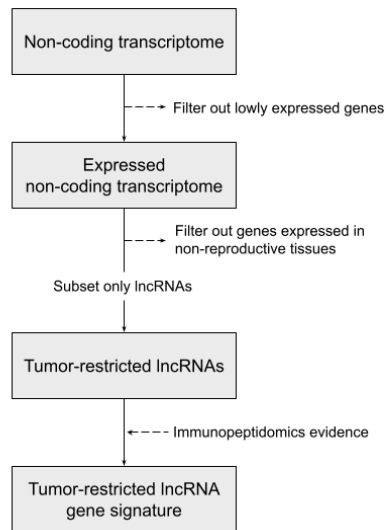 Non-coding transcriptome
Filter out lowly expressed genes
Expressed
non-coding transcriptome
Filter out genes expressed in
non-reproductive tissues
Subset only lncRNAs
Tumor-restricted lncRNAs
Immunopeptidomics evidence
Tumor-restricted lncRNA
gene signature